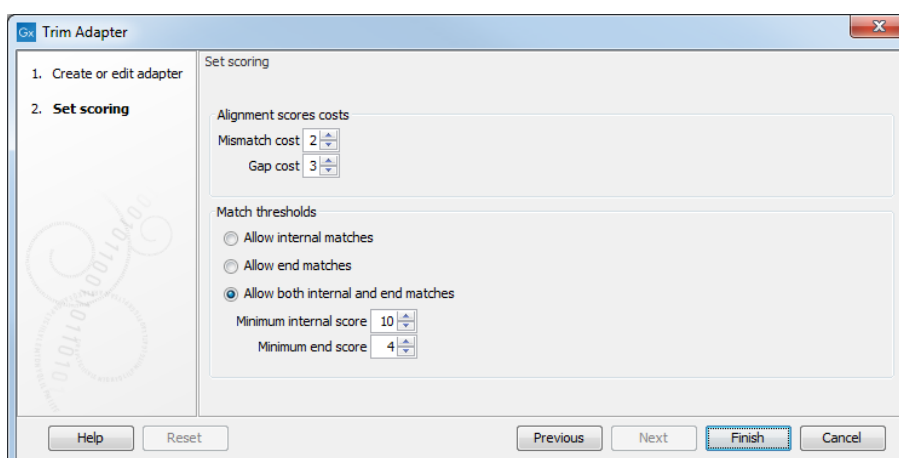 Gx Trim Adapter
1. Create or edit adapter
2. Set scoring
Set scoring
Alignment scores costs
Mismatch cost 2
Gap cost 3
Match thresholds
Allow internal matches
Allow end matches
Allow both internal and end matches
Minimum internal score 10
Minimum end score 4
Help Reset Previous Next Finish Cancel